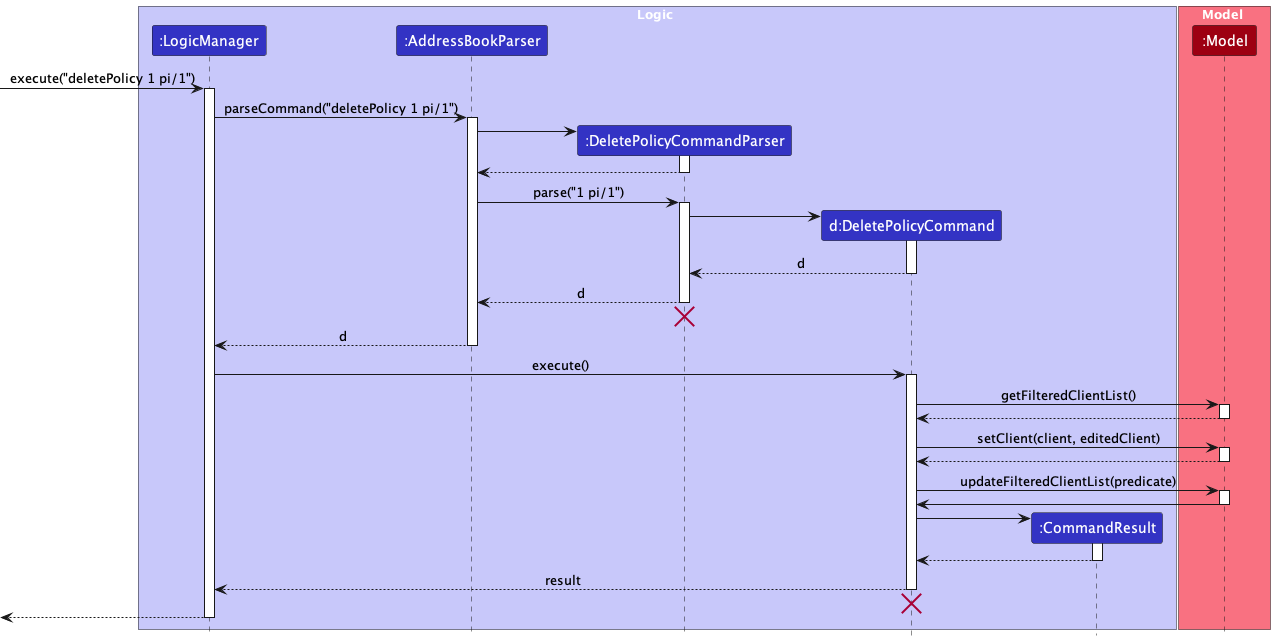 Logic
Model
:LogicManager
:AddressBookParser
:Model
execute("deletePolicy 1 pi/1")
parseCommand("deletePolicy 1 pi/1")
:DeletePolicyCommandParser
parse("1 pi/1")
d:DeletePolicyCommand
d
d
d
execute()
getFilteredClientList()
setClient(client, editedClient)
updateFilteredClientList(predicate)
:CommandResult
result